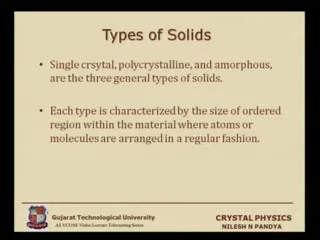 Types of Solids
• Single crsytal, polycrystalline, and amorphous,
are the three general types of solids.
• Each type is characterized by the size of ordered
region within the material where atoms or
molecules are arranged in a regular fashion.
Gujarat Technological University
CRYSTAL PHYSICS
NILESH N PANDYA